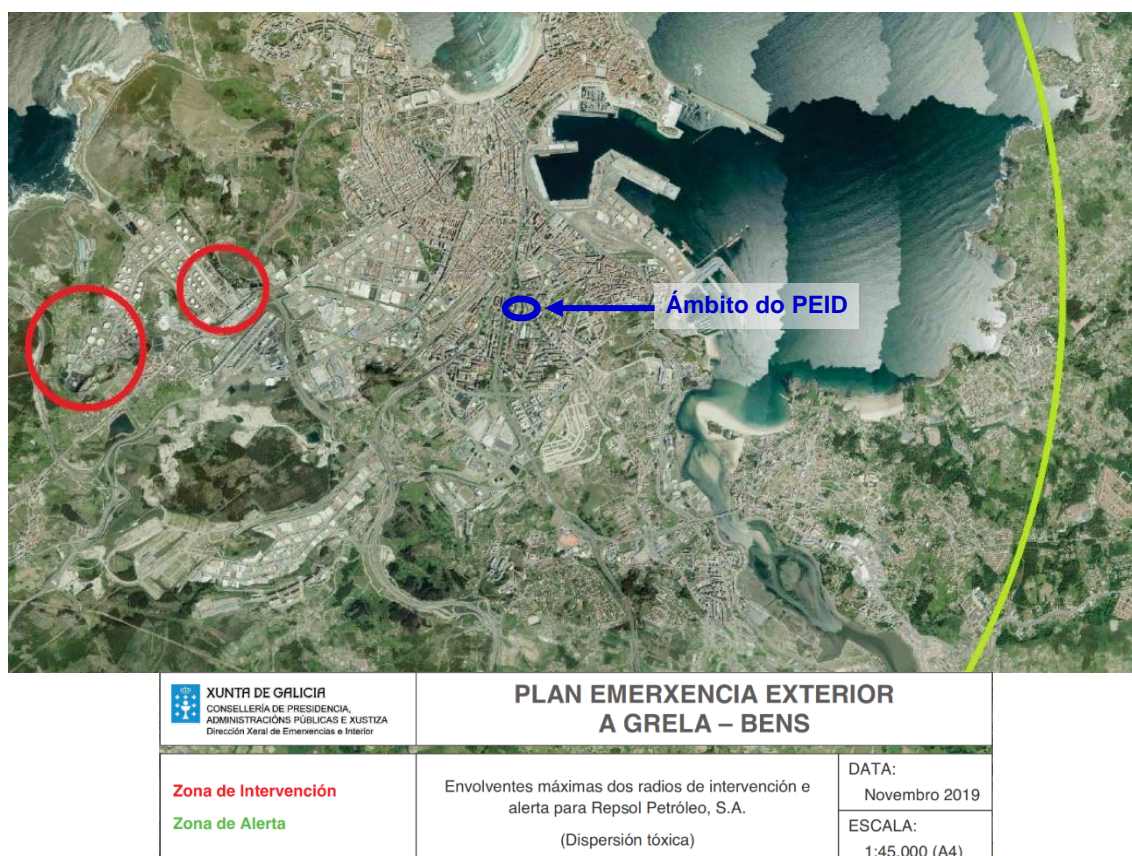 Ámbito do PEID
XUNTA DE GALICIA
CONSELLERÍA DE PRESIDENCIA,
ADMINISTRACIÓNS PÚBLICAS E XUSTIZA
Dirección Xeral de Emerxencias e Interior
PLAN EMERXENCIA EXTERIOR
A GRELA – BENS
Zona de Intervención
Zona de Alerta
Envolventes máximas dos radios de intervención e
alerta para Repsol Petróleo, S.A.
(Dispersión tóxica)
DATA:
Novembro 2019
ESCALA:
1:45.000 (A4)